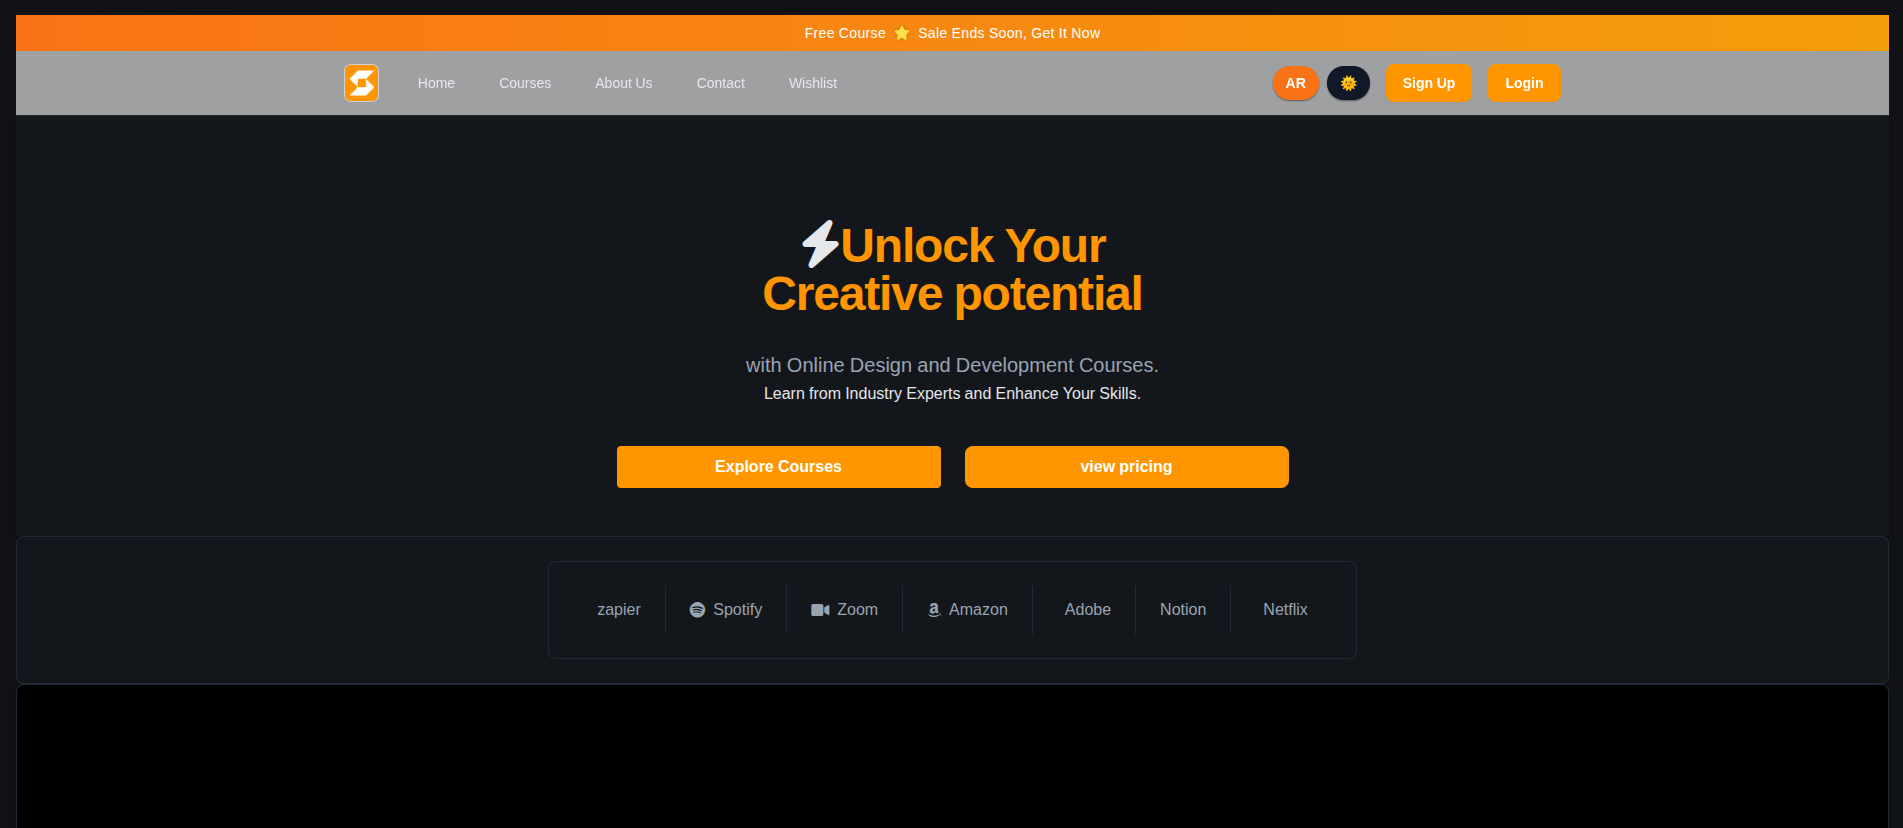 Free Course ⭐ Sale Ends Soon, Get It Now
Home Courses About Us Contact Wishlist AR Sign Up Login
Unlock Your
Creative potential
with Online Design and Development Courses.
Learn from Industry Experts and Enhance Your Skills.
Explore Courses view pricing
zapier Spotify Zoom Amazon Adobe Notion Netflix